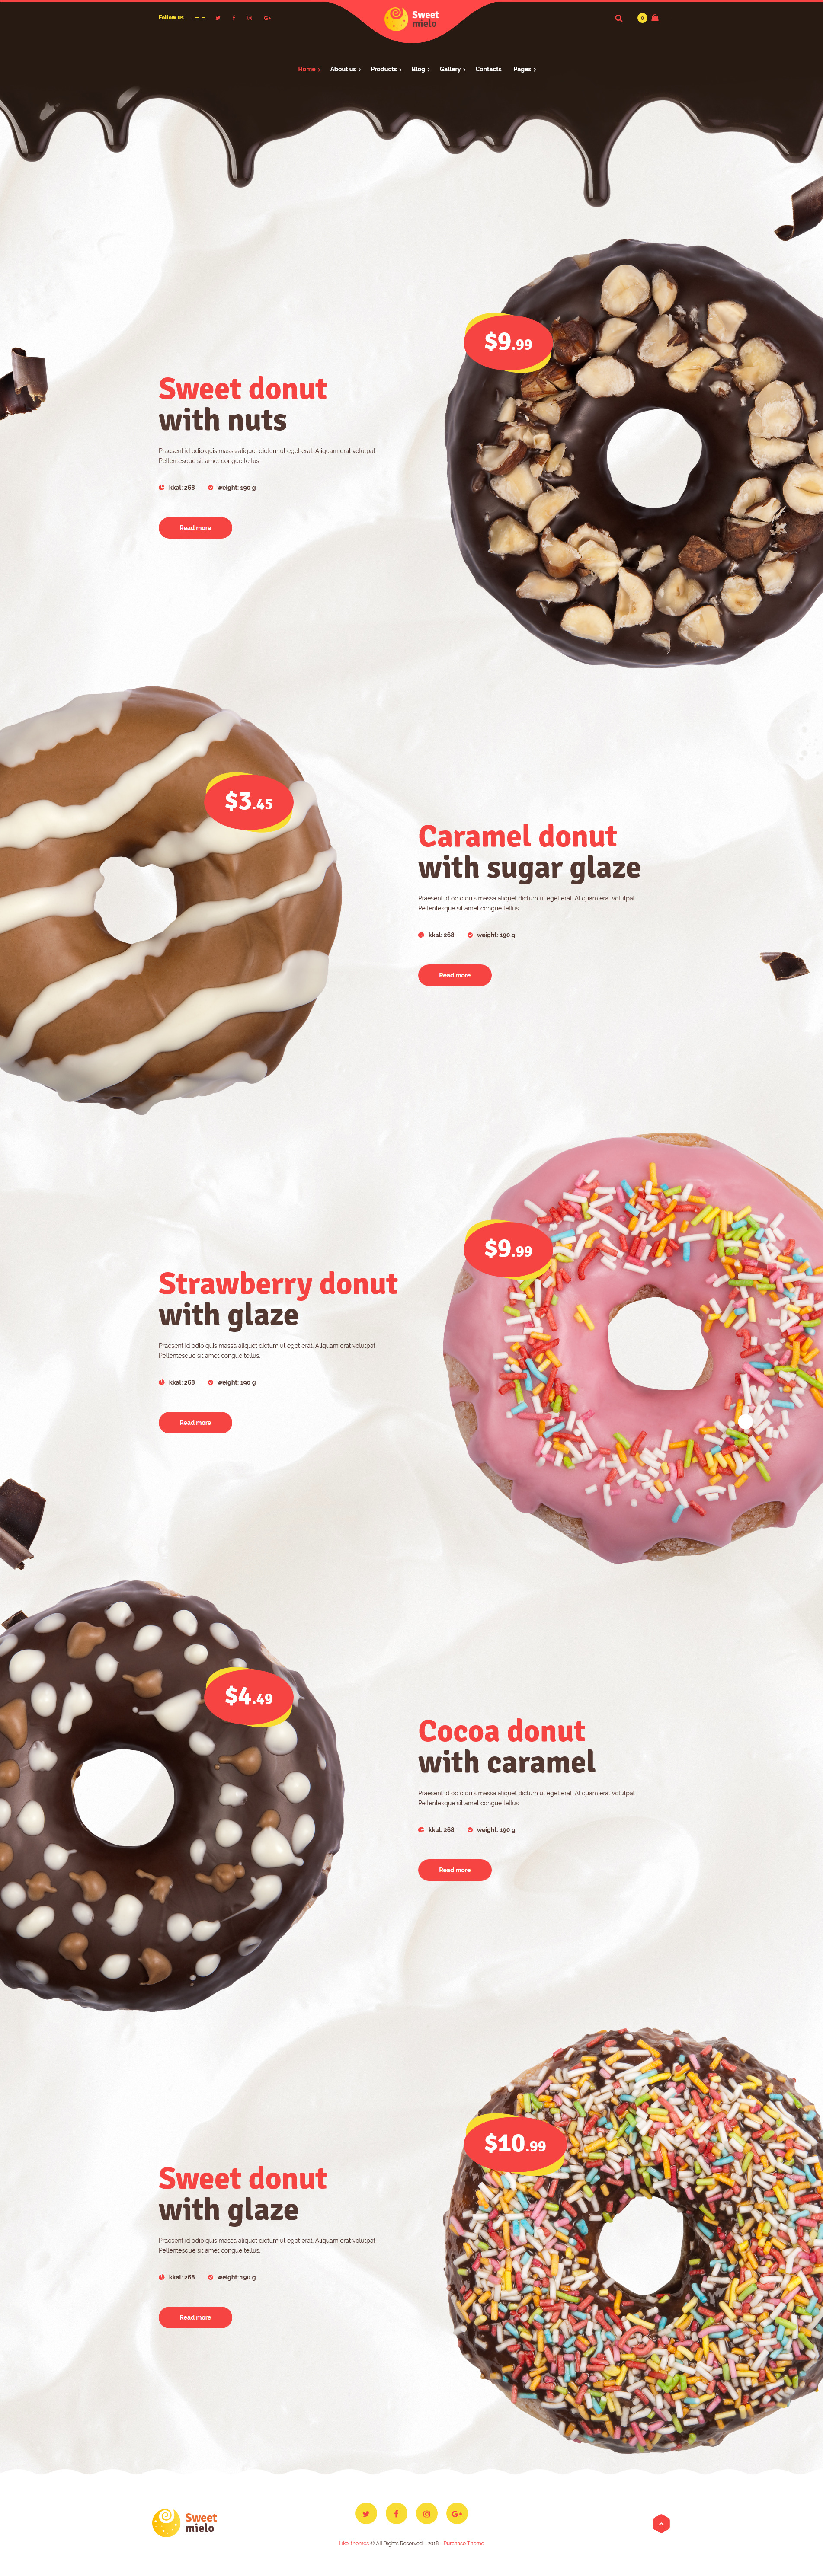 Follow us
Sweet
mielo
0
Home
About us
Products
Blog
Gallery
Contacts
Pages
$9.99
Sweet donut
with nuts
Praesent id odio quis massa aliquet dictum ut eget erat. Aliquam erat volutpat.
Pellentesque sit amet congue tellus.
kkal: 268 weight: 190 g
Read more
$3.45
Caramel donut
with sugar glaze
Praesent id odio quis massa aliquet dictum ut eget erat. Aliquam erat volutpat.
Pellentesque sit amet congue tellus.
kkal: 268 weight: 190 g
Read more
$9.99
Strawberry donut
with glaze
Praesent id odio quis massa aliquet dictum ut eget erat. Aliquam erat volutpat.
Pellentesque sit amet congue tellus.
kkal: 268 weight: 190 g
Read more
$4.49
Cocoa donut
with caramel
Praesent id odio quis massa aliquet dictum ut eget erat. Aliquam erat volutpat.
Pellentesque sit amet congue tellus.
kkal: 268 weight: 190 g
Read more
$10.99
Sweet donut
with glaze
Praesent id odio quis massa aliquet dictum ut eget erat. Aliquam erat volutpat.
Pellentesque sit amet congue tellus.
kkal: 268 weight: 190 g
Read more
Sweet
mielo
Like-themes © All Rights Reserved - 2018 - Purchase Theme